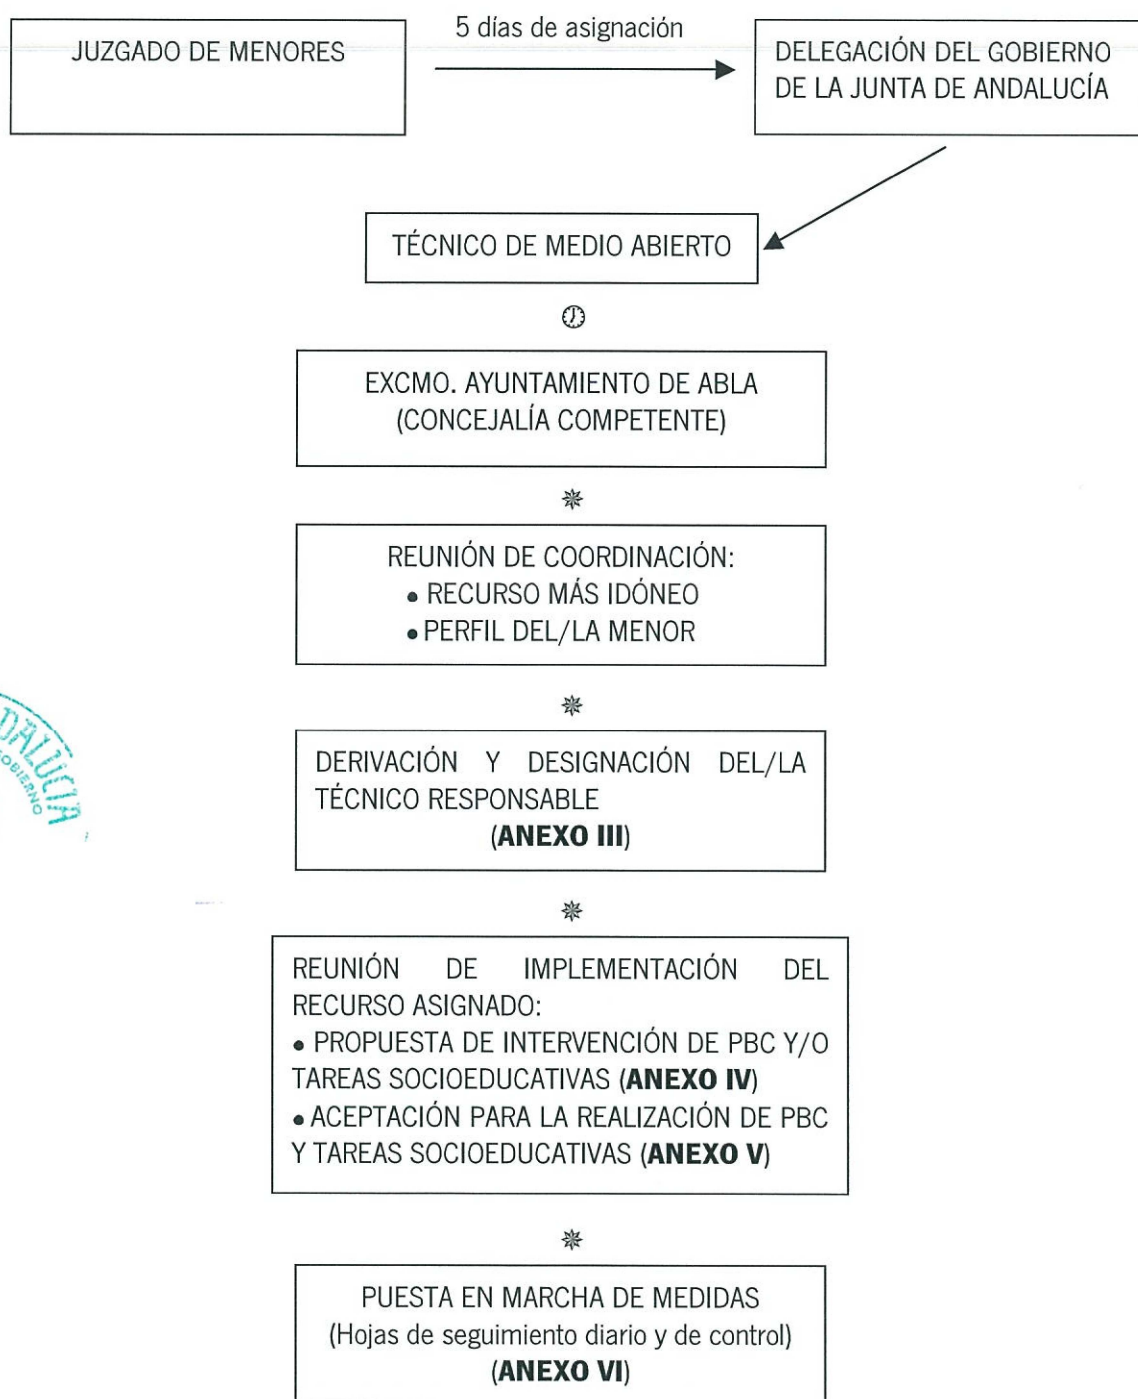 5 días de asignación
JUZGADO DE MENORES
DELEGACIÓN DEL GOBIERNO
DE LA JUNTA DE ANDALUCÍA
TÉCNICO DE MEDIO ABIERTO
EXCMO. AYUNTAMIENTO DE ABLA
(CONCEJALÍA COMPETENTE)
REUNIÓN DE COORDINACIÓN:
• RECURSO MÁS IDÓNEO
• PERFIL DEL/LA MENOR
DERIVACIÓN Y DESIGNACIÓN DEL/LA
TÉCNICO RESPONSABLE
(ANEXO III)
REUNIÓN DE IMPLEMENTACIÓN DEL
RECURSO ASIGNADO:
• PROPUESTA DE INTERVENCIÓN DE PBC Y/O
TAREAS SOCIOEDUCATIVAS (ANEXO IV)
• ACEPTACIÓN PARA LA REALIZACIÓN DE PBC
Y TAREAS SOCIOEDUCATIVAS (ANEXO V)
PUESTA EN MARCHA DE MEDIDAS
(Hojas de seguimiento diario y de control)
(ANEXO VI)